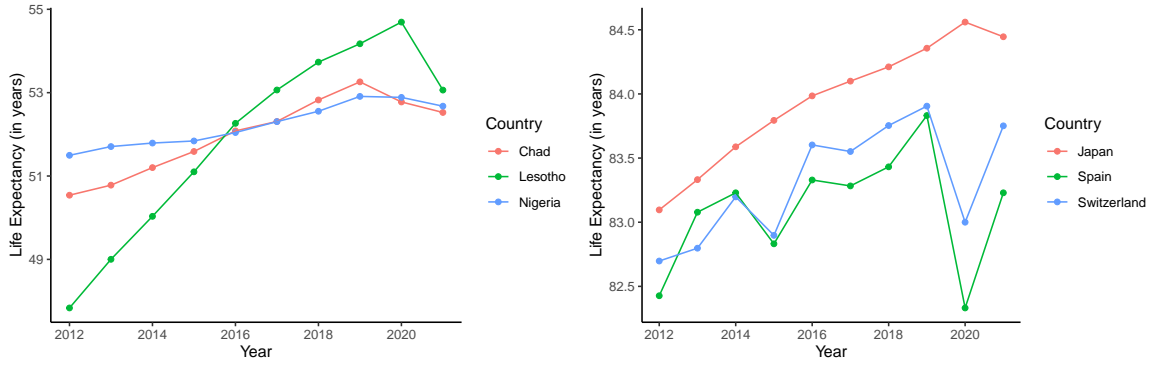 55
53
51
49
2012
2014
2016
2018
2020
Year
Life Expectancy (in years)
Country
Chad
Lesotho
Nigeria
84.5
84.0
83.5
83.0
82.5
2012
2014
2016
2018
2020
Year
Life Expectancy (in years)
Country
Japan
Spain
Switzerland